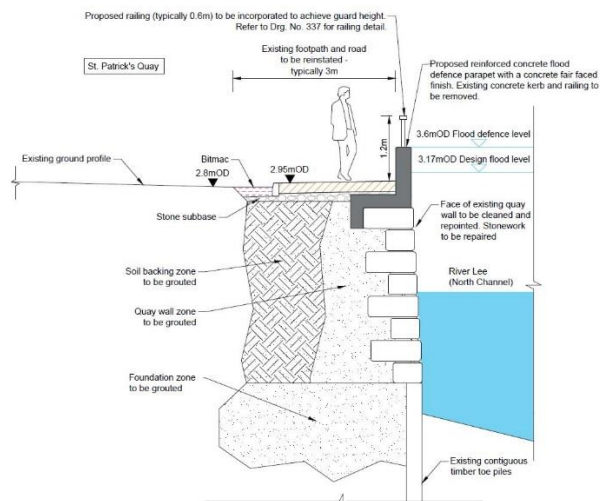 Proposed railing (typically 0.6m) to be incorporated to achieve guard height.
Refer to Drg. No. 337 for railing detail.
St. Patrick's Quay
Existing footpath and road
to be reinstated -
typically 3m
Proposed reinforced concrete flood
defence parapet with a concrete fair faced
finish. Existing concrete kerb and railing to
be removed.
1.2m
3.6mOD Flood defence level
3.17mOD Design flood level
Existing ground profile
Bitmac
2.8mOD
2.95mOD
Stone subbase
Face of existing quay
wall to be cleaned and
repointed. Stonework
to be repaired
Soil backing zone
to be grouted
River Lee
(North Channel)
Quay wall zone
to be grouted
Foundation zone
to be grouted
Existing contiguous
timber toe piles